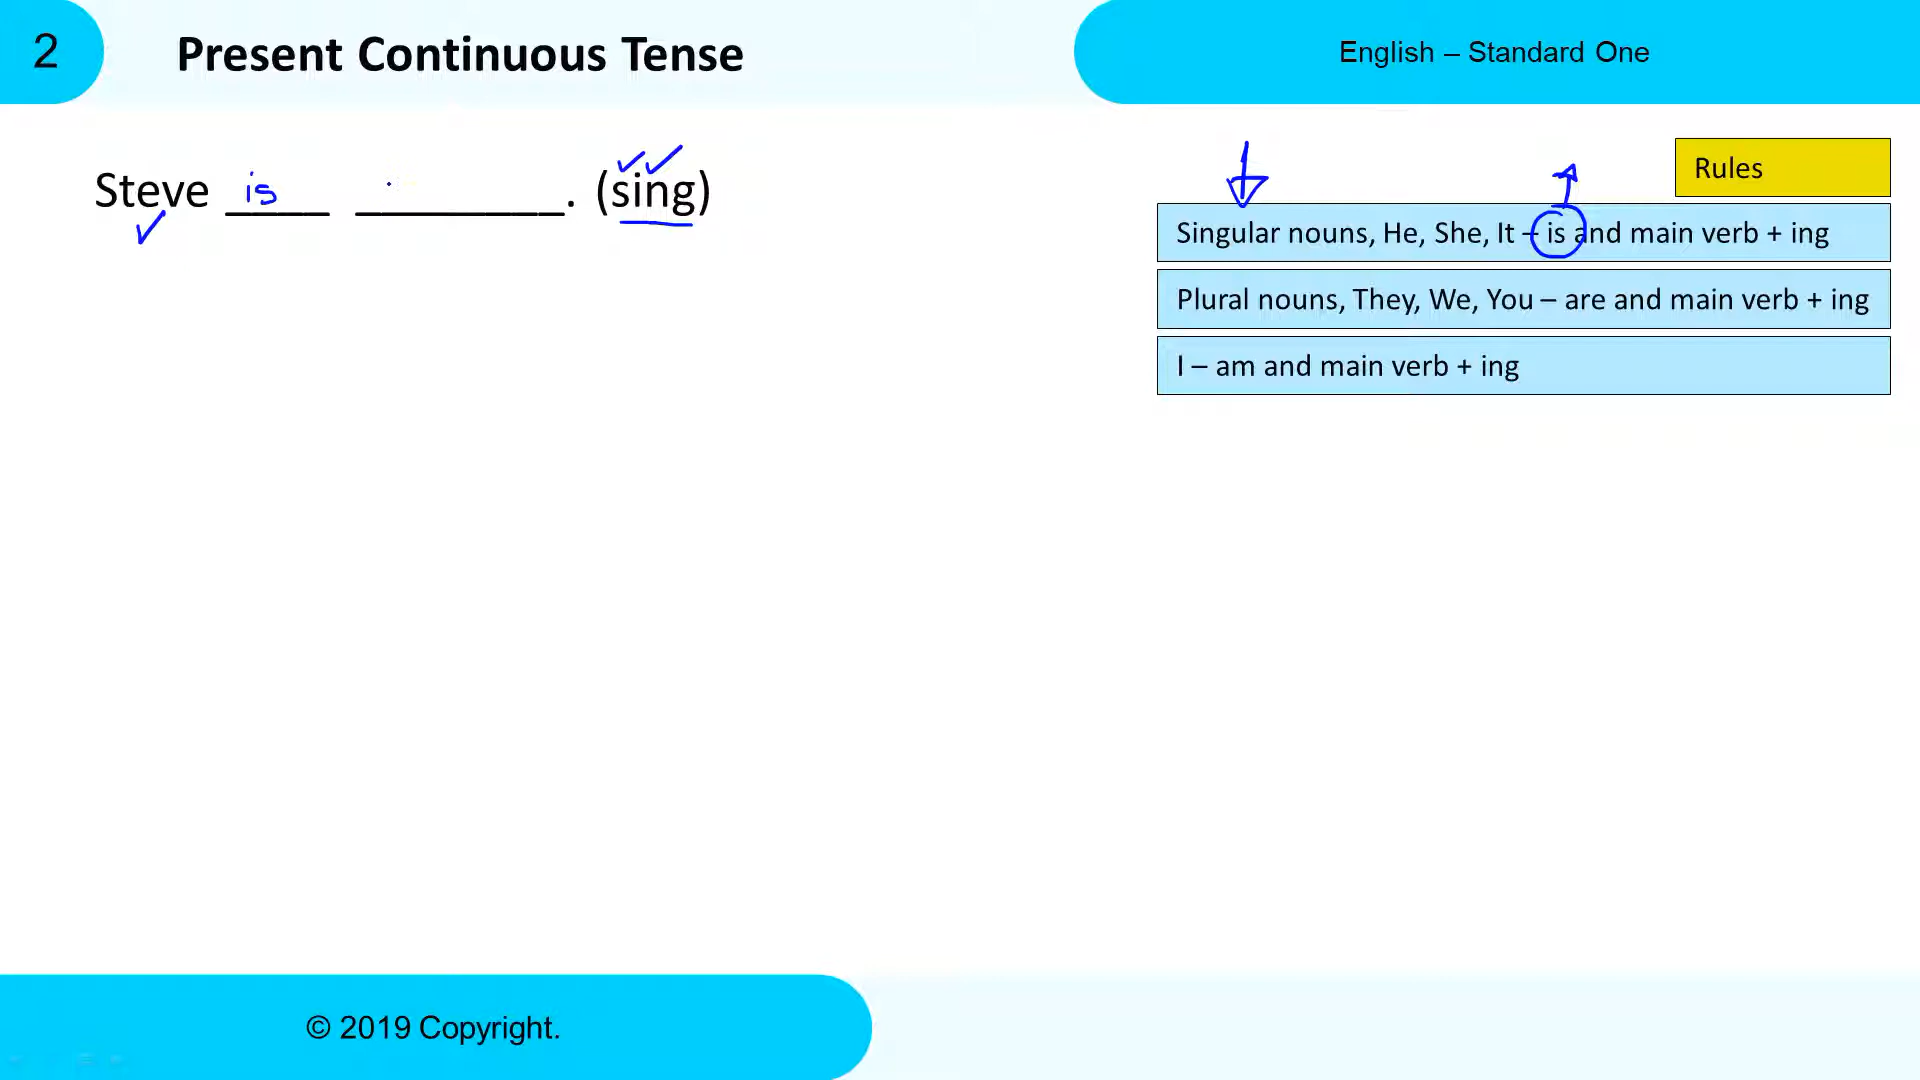 2
Present Continuous Tense
English – Standard One
Steve is ____ ________. (sing)
Rules
Singular nouns, He, She, It – is and main verb + ing
Plural nouns, They, We, You – are and main verb + ing
I – am and main verb + ing
© 2019 Copyright.